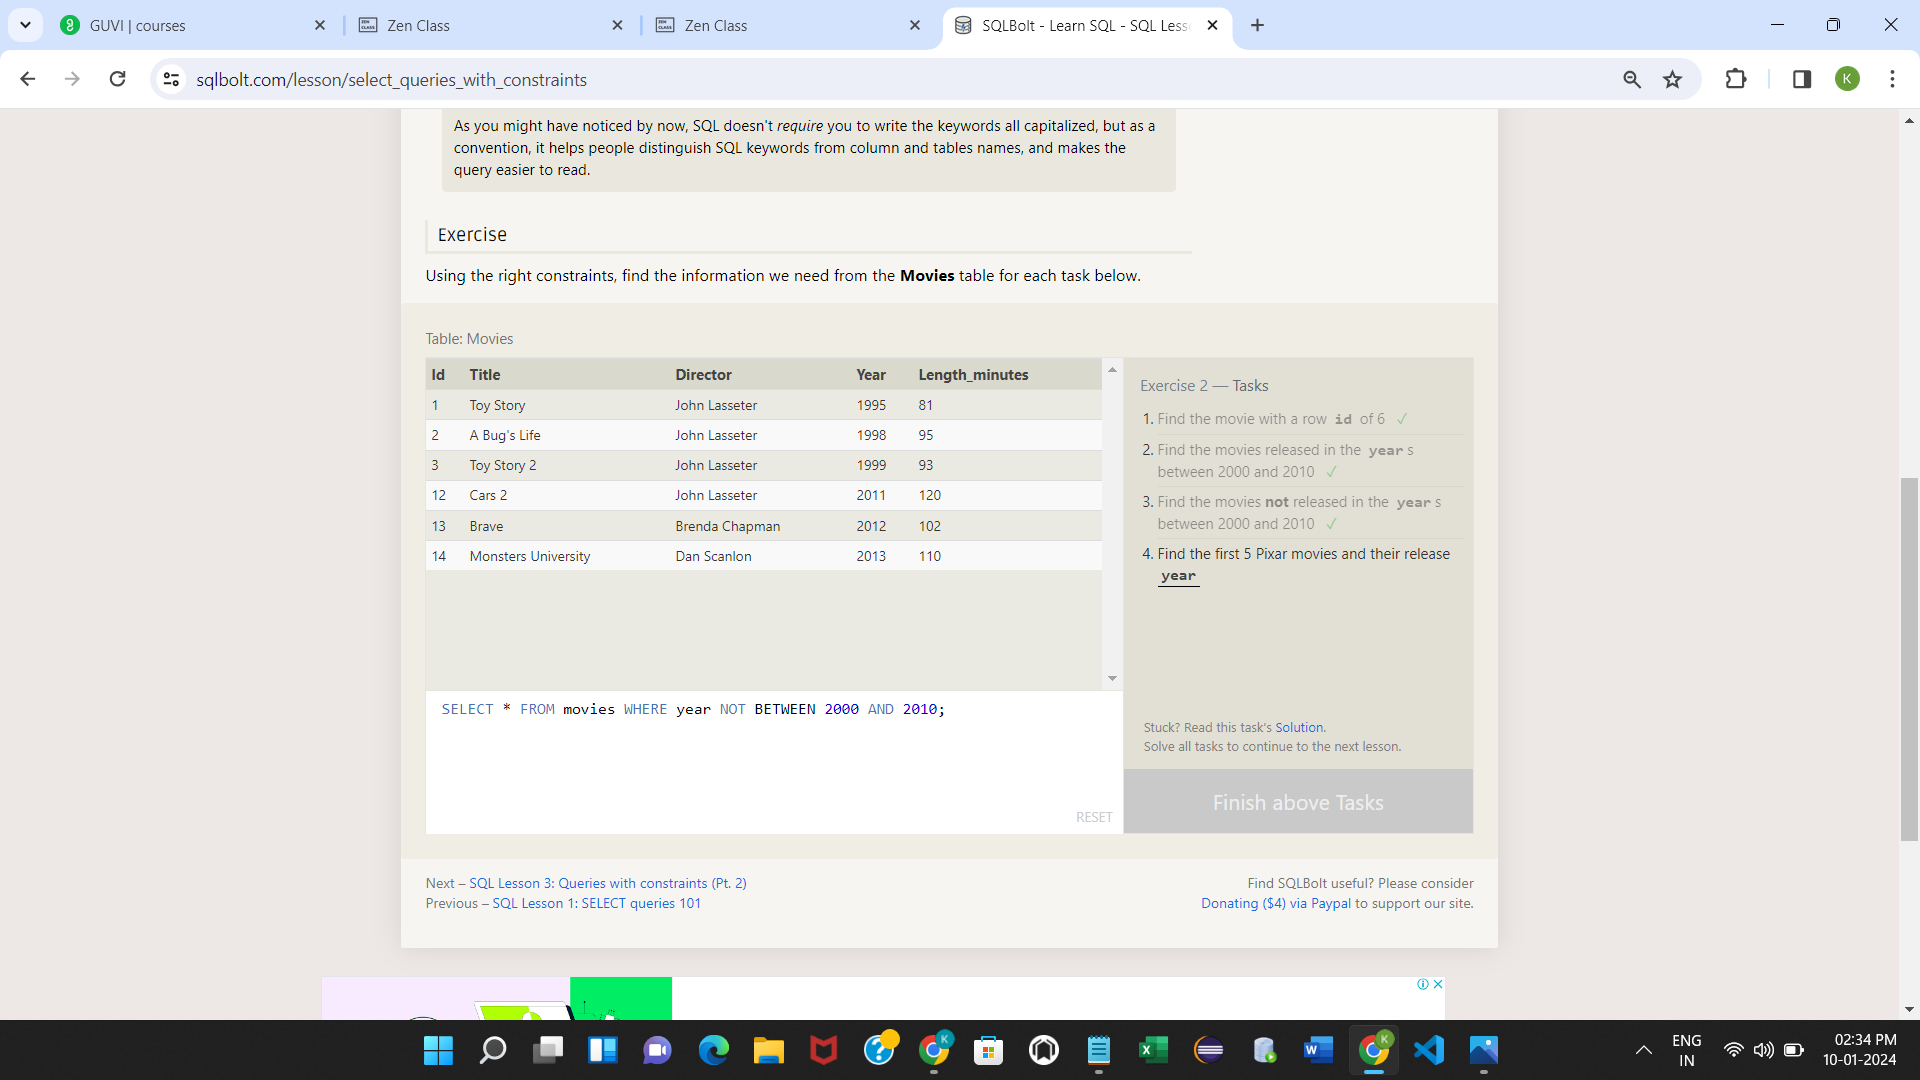 GUVI | courses
Zen Class
Zen Class
SQLBolt - Learn SQL - SQL Less
sqlbolt.com/lesson/select_queries_with_constraints
K
As you might have noticed by now, SQL doesn't require you to write the keywords all capitalized, but as a
convention, it helps people distinguish SQL keywords from column and tables names, and makes the
query easier to read.
Exercise
Using the right constraints, find the information we need from the Movies table for each task below.
Table: Movies
Id Title Director Year Length_minutes
1 Toy Story John Lasseter 1995 81
2 A Bug's Life John Lasseter 1998 95
3 Toy Story 2 John Lasseter 1999 93
12 Cars 2 John Lasseter 2011 120
13 Brave Brenda Chapman 2012 102
14 Monsters University Dan Scanlon 2013 110
SELECT * FROM movies WHERE year NOT BETWEEN 2000 AND 2010;
RESET
Exercise 2 — Tasks
1. Find the movie with a row id of 6 ✓
2. Find the movies released in the year s
between 2000 and 2010 ✓
3. Find the movies not released in the year s
between 2000 and 2010 ✓
4. Find the first 5 Pixar movies and their release
year
Stuck? Read this task's Solution.
Solve all tasks to continue to the next lesson.
Finish above Tasks
Next – SQL Lesson 3: Queries with constraints (Pt. 2)
Previous – SQL Lesson 1: SELECT queries 101
Find SQLBolt useful? Please consider
Donating ($4) via Paypal to support our site.
ENG
IN
02:34 PM
10-01-2024